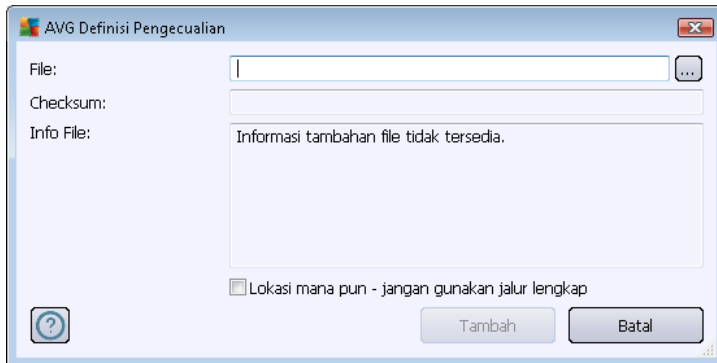 AVG Definisi Pengecualian
File:
...
Checksum:
Info File:
Informasi tambahan file tidak tersedia.
Lokasi mana pun - jangan gunakan jalur lengkap
?
Tambah
Batal